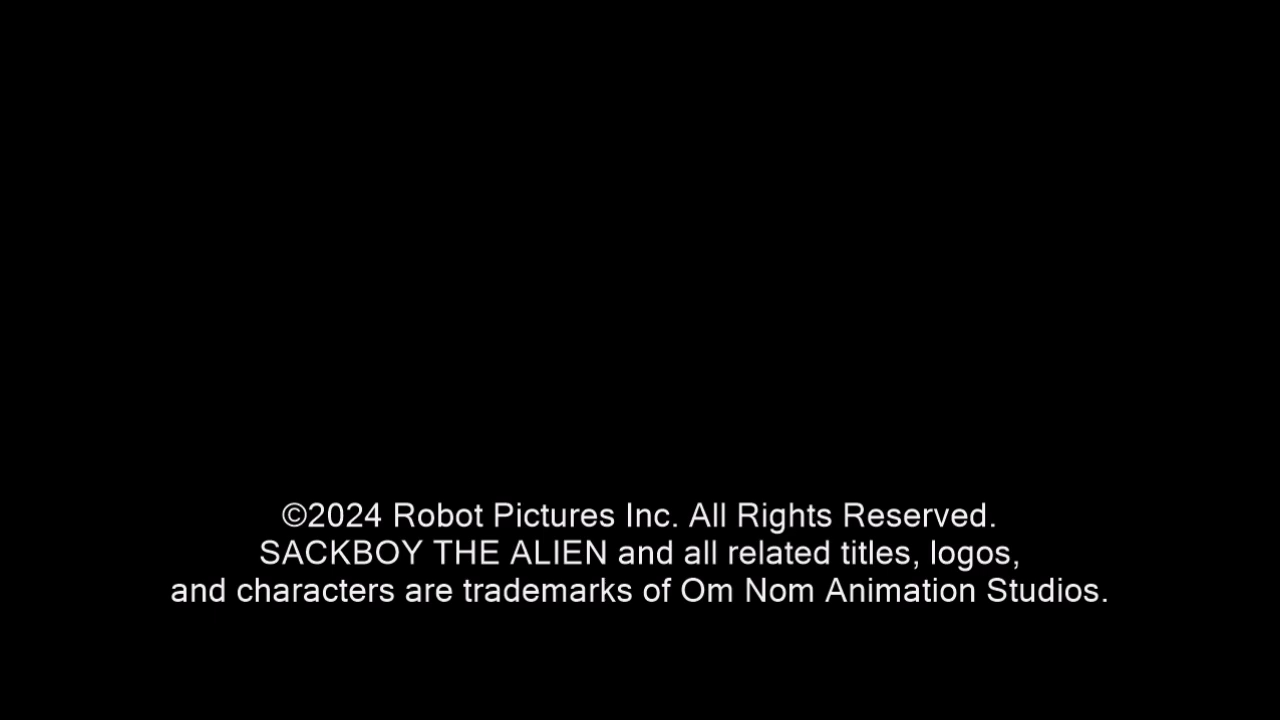 ©2024 Robot Pictures Inc. All Rights Reserved.
SACKBOY THE ALIEN and all related titles, logos,
and characters are trademarks of Om Nom Animation Studios.